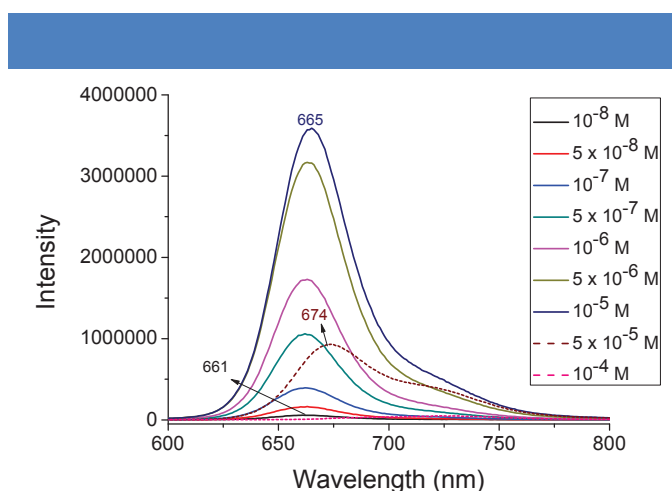 4000000
3000000
2000000
1000000
0
Intensity
665
674
661
600
650
700
750
800
Wavelength (nm)
10⁻⁸ M
5 x 10⁻⁸ M
10⁻⁷ M
5 x 10⁻⁷ M
10⁻⁶ M
5 x 10⁻⁶ M
10⁻⁵ M
5 x 10⁻⁵ M
10⁻⁴ M